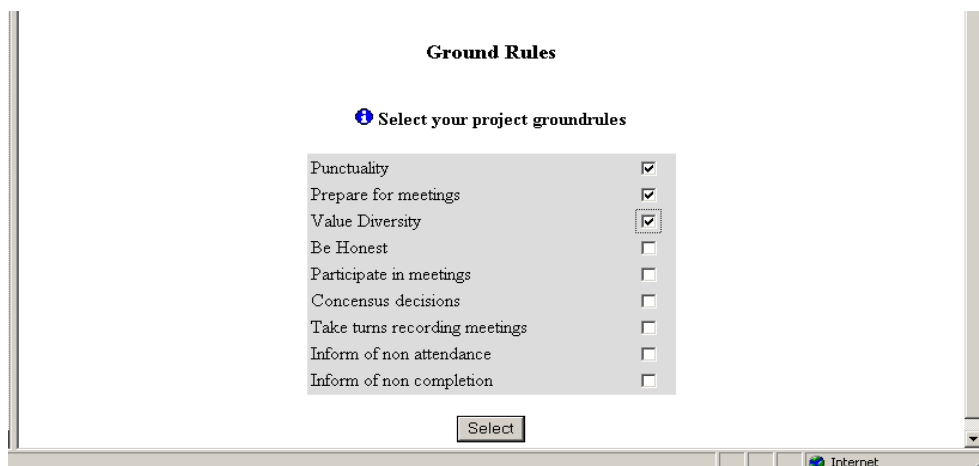 Ground Rules
Select your project groundrules
Punctuality
Prepare for meetings
Value Diversity
Be Honest
Participate in meetings
Concensus decisions
Take turns recording meetings
Inform of non attendance
Inform of non completion
Select
Internet